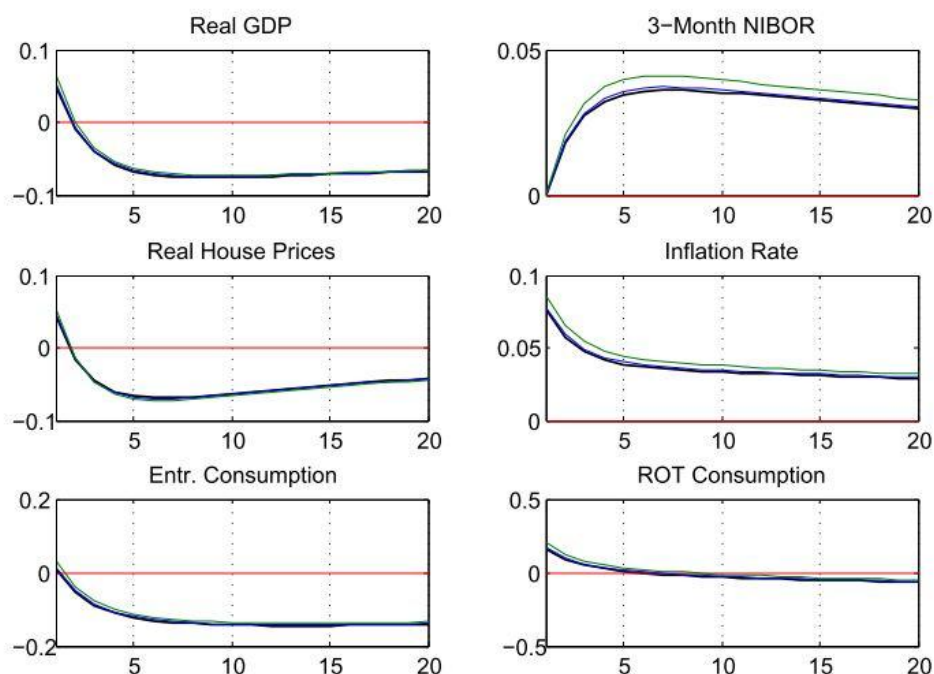 Real GDP
0.1
0
−0.1
5 10 15 20
3−Month NIBOR
0.05
0
5 10 15 20
Real House Prices
0.1
0
−0.1
5 10 15 20
Inflation Rate
0.1
0.05
0
5 10 15 20
Entr. Consumption
0.2
0
−0.2
5 10 15 20
ROT Consumption
0.5
0
−0.5
5 10 15 20